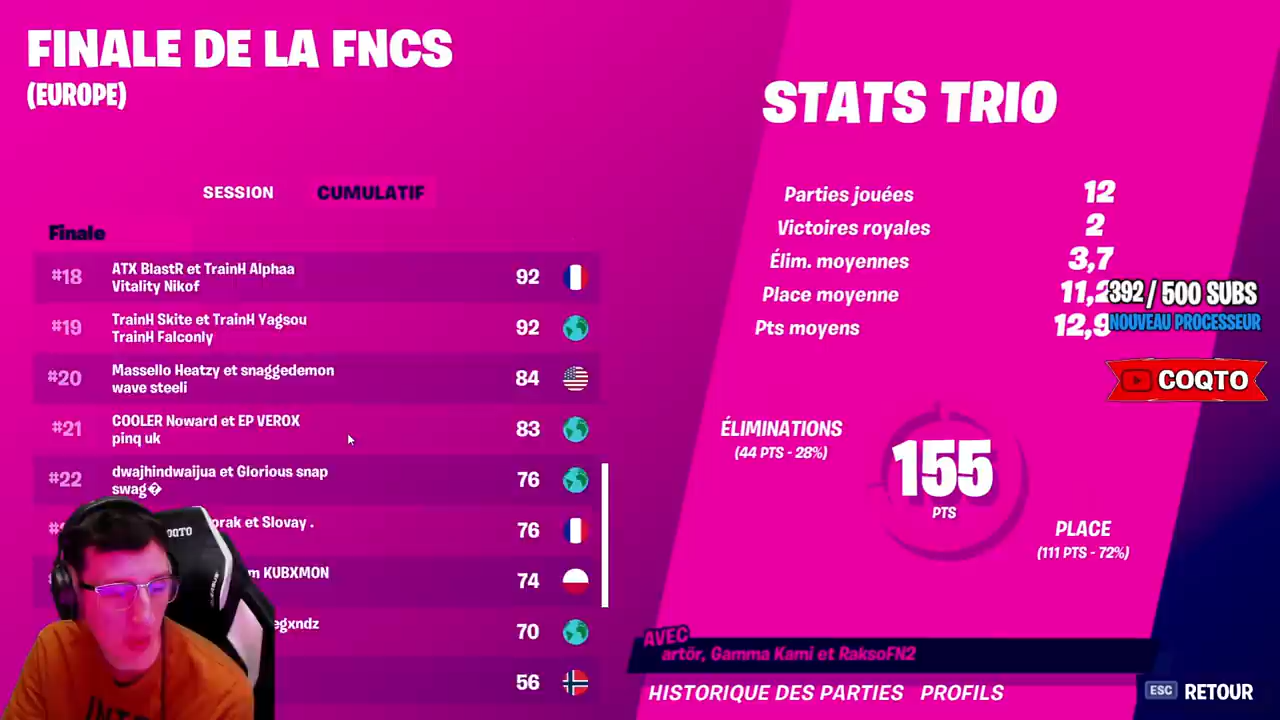 FINALE DE LA FNCS
(EUROPE)
SESSION CUMULATIF
Finale
#18 ATX BlastR et TrainH Alphaa
Vitality Nikof 92
#19 TrainH Skite et TrainH Yagsou
TrainH Falconly 92
#20 Massello Heatzy et snaggedemon
wave steeli 84
#21 COOLER Noward et EP VEROX
pinq uk 83
#22 dwajhindwaijua et Glorious snap
swag� 76
orak et Slovay . 76
KUBXMON 74
egxndz 70
56
COQTO
STATS TRIO
Parties jouées 12
Victoires royales 2
Élim. moyennes 3,7
Place moyenne 11,2
Pts moyens 12,9
392 / 500 SUBS
NOUVEAU PROCESSEUR
COQTO
ÉLIMINATIONS
(44 PTS - 28%)
155
PTS
PLACE
(111 PTS - 72%)
AVEC
artör, Gamma Kami et RaksoFN2
HISTORIQUE DES PARTIES PROFILS
ESC RETOUR